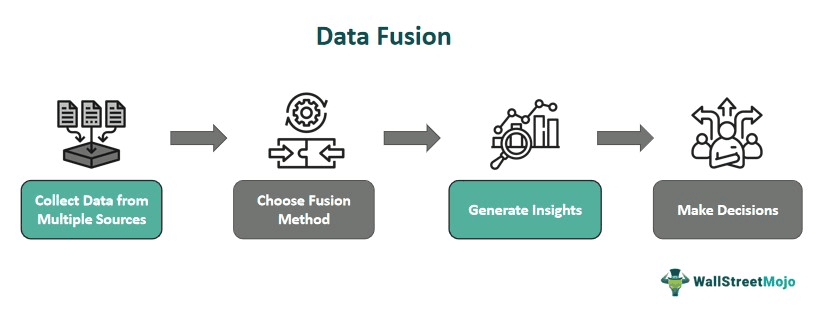 Data Fusion
Collect Data from
Multiple Sources
Choose Fusion
Method
Generate Insights
Make Decisions
WallStreetMojo